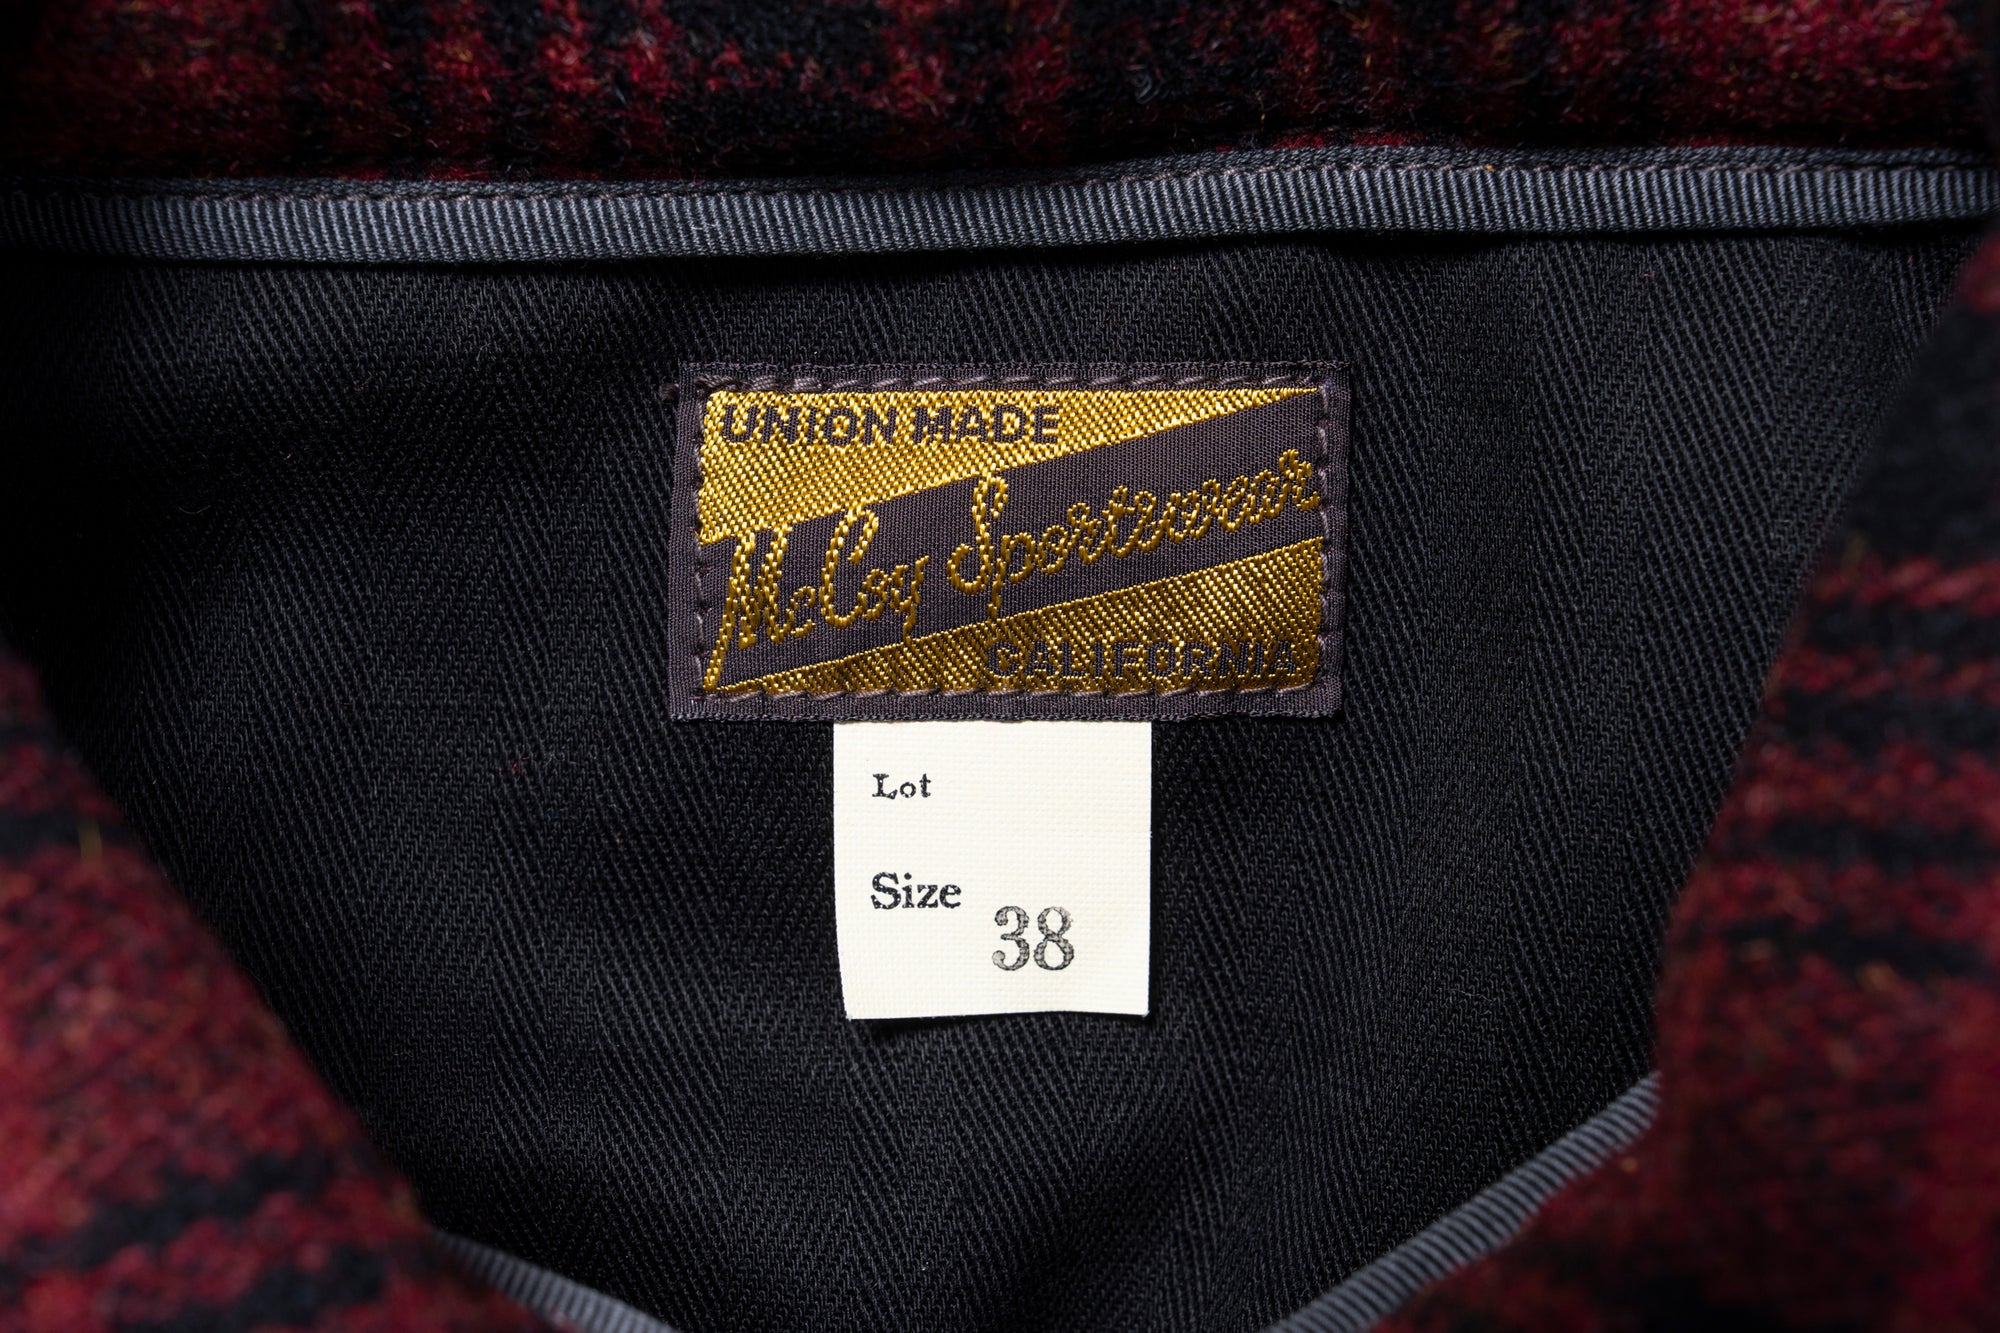 UNION MADE
McCoy Sportswear
CALIFORNIA
Lot
Size 38